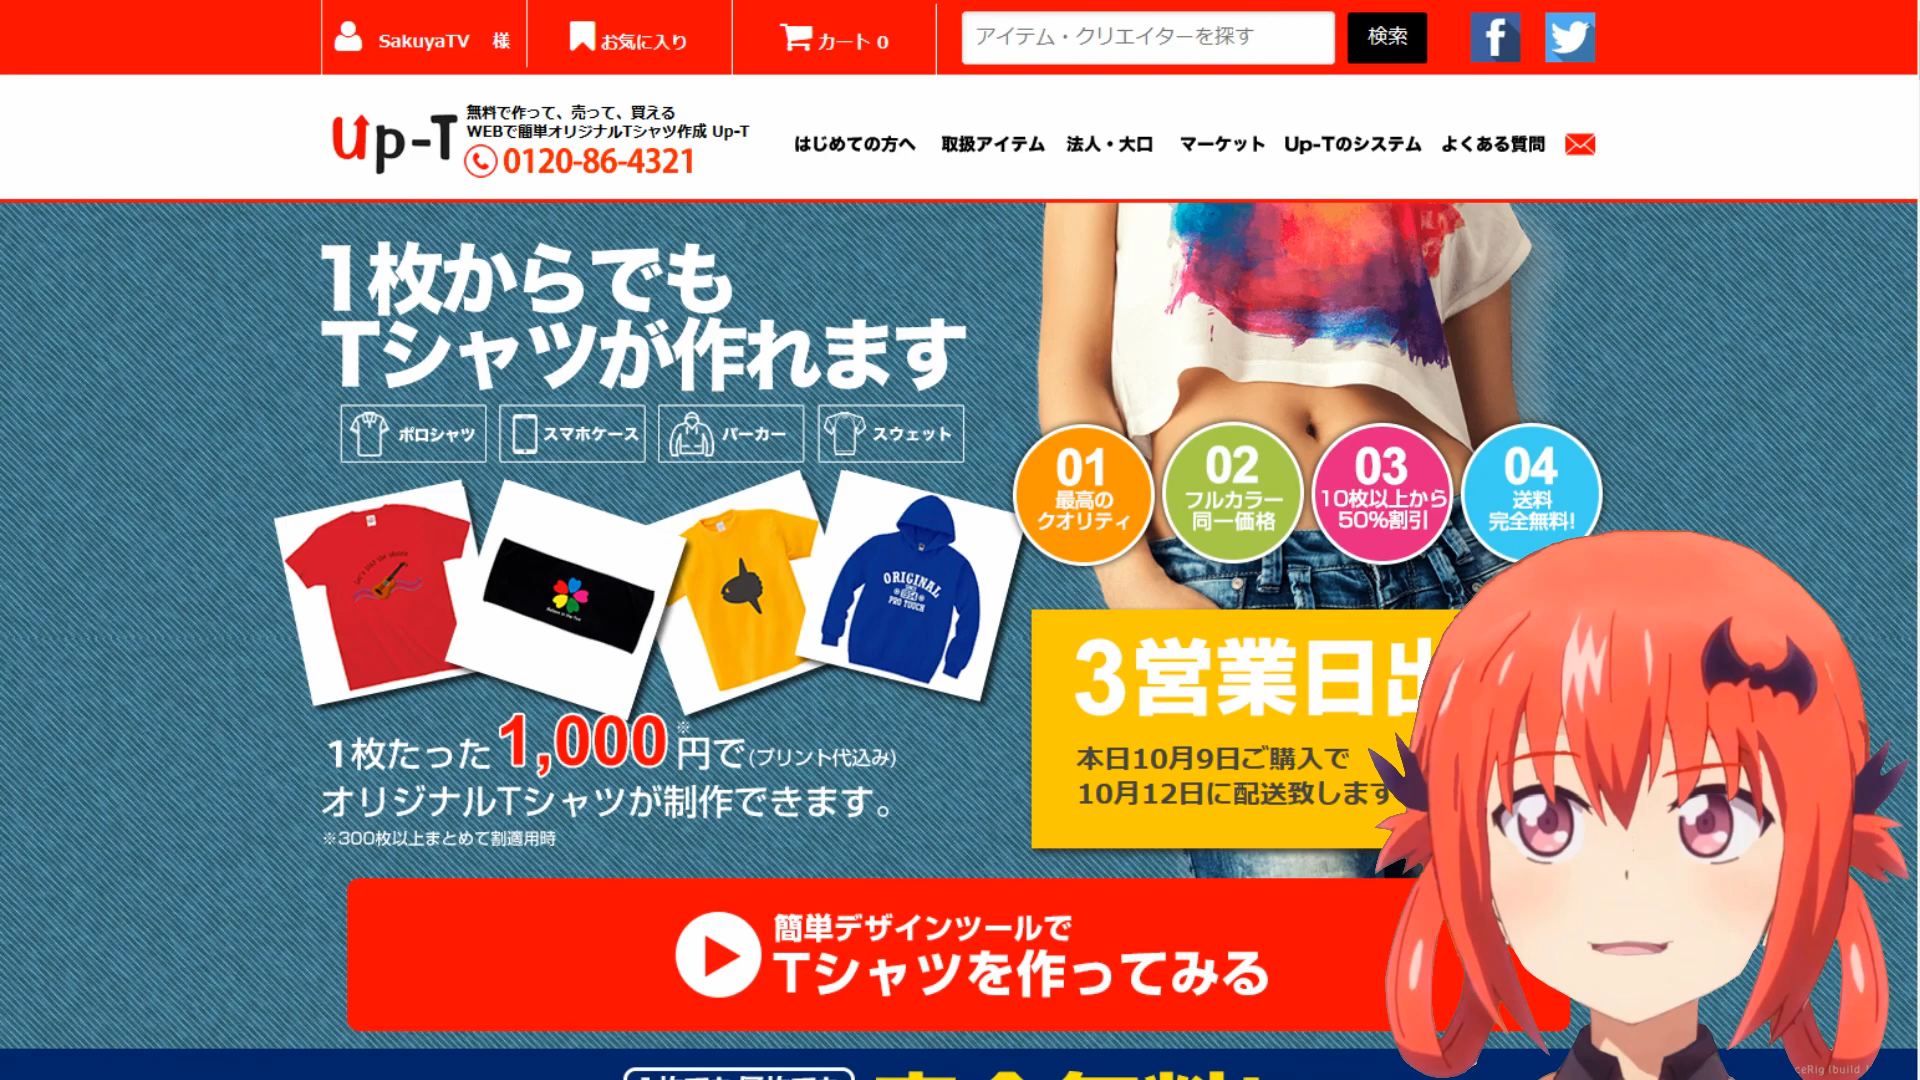 SakuyaTV 様
お気に入り
カート 0
アイテム・クリエイターを探す
検索
f
Up-T
無料で作って、売って、買える
WEBで簡単オリジナルTシャツ作成 Up-T
0120-86-4321
はじめての方へ
取扱アイテム
法人・大口
マーケット
Up-Tのシステム
よくある質問
1枚からでも
Tシャツが作れます
ポロシャツ
スマホケース
パーカー
スウェット
01
最高の
クオリティ
02
フルカラー
同一価格
03
10枚以上から
50%割引
04
送料
完全無料!
ORIGINAL
PRO TOUCH
3営業日
本日10月9日ご購入で
10月12日に配送致します
1枚たった1,000※円で(プリント代込み)
オリジナルTシャツが制作できます。
※300枚以上まとめて割適用時
簡単デザインツールで
Tシャツを作ってみる